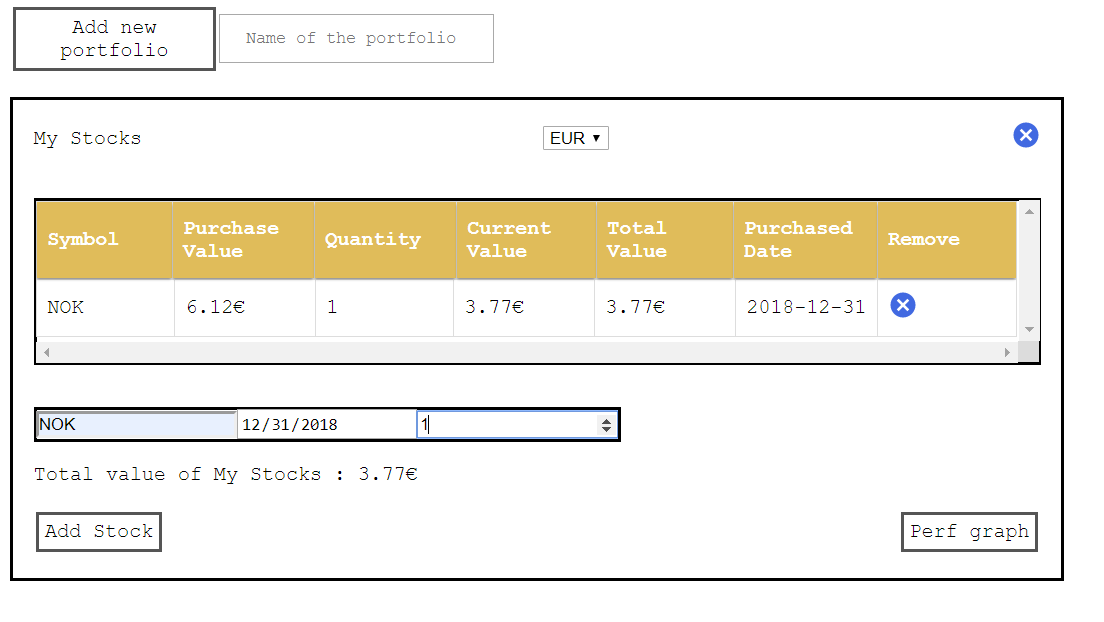 Add new
portfolio
Name of the portfolio
My Stocks
EUR
Symbol
Purchase
Value
Quantity
Current
Value
Total
Value
Purchased
Date
Remove
NOK
6.12€
1
3.77€
3.77€
2018-12-31
NOK
12/31/2018
1
Total value of My Stocks : 3.77€
Add Stock
Perf graph